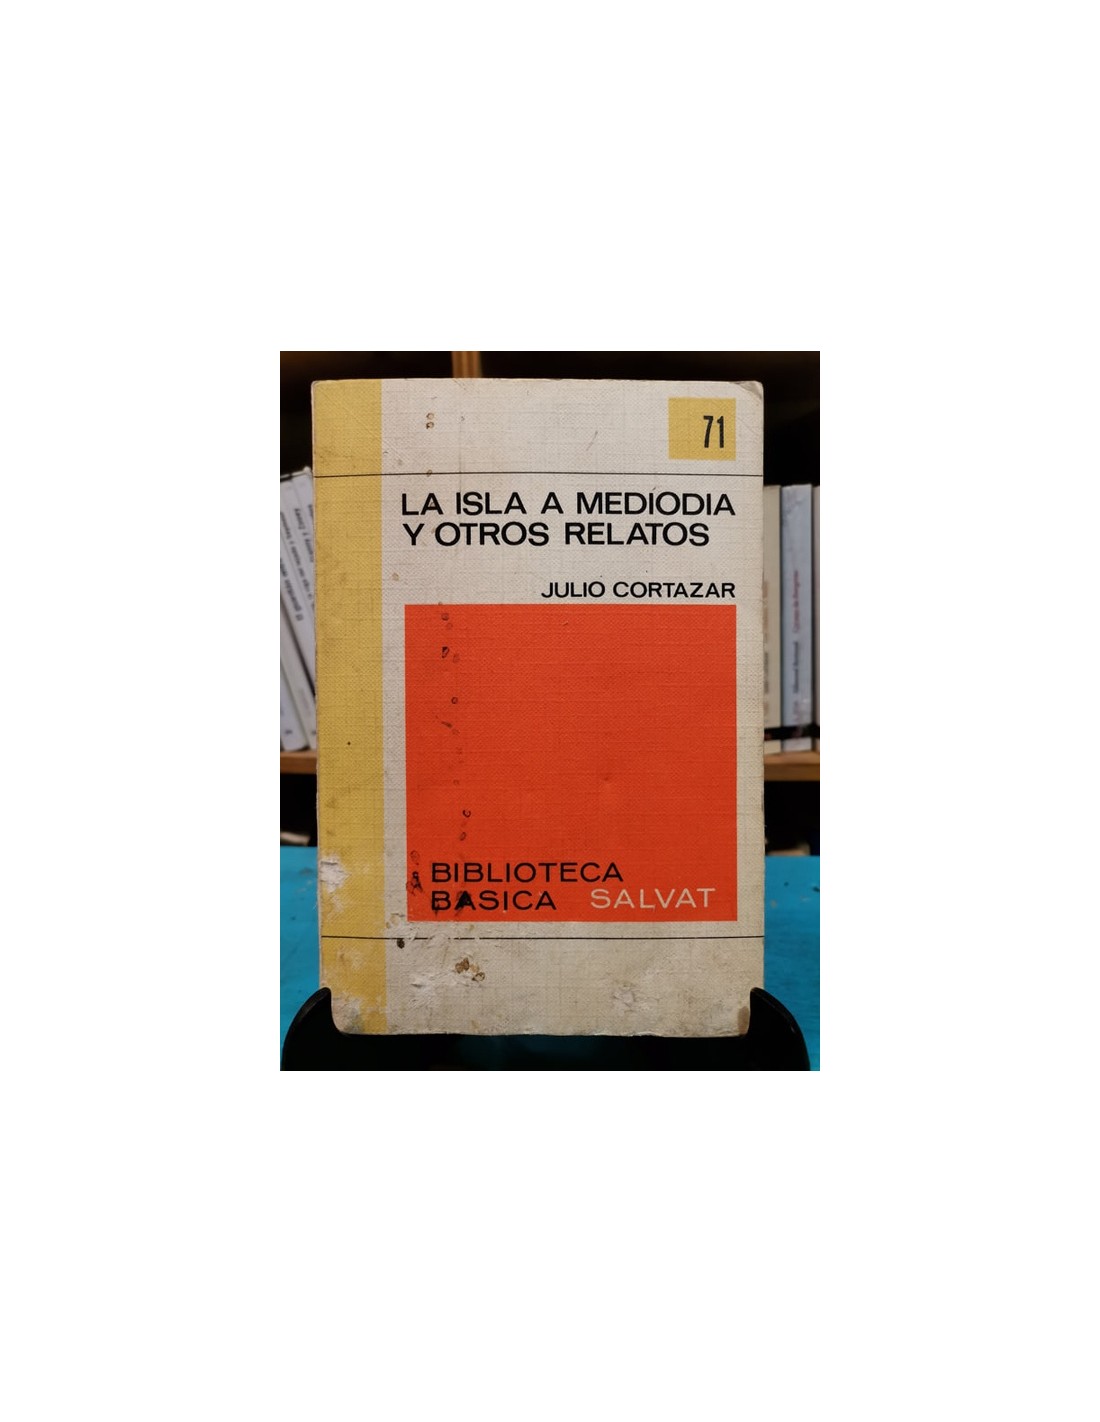 71
LA ISLA A MEDIODIA
Y OTROS RELATOS
JULIO CORTAZAR
BIBLIOTECA
BASICA SALVAT